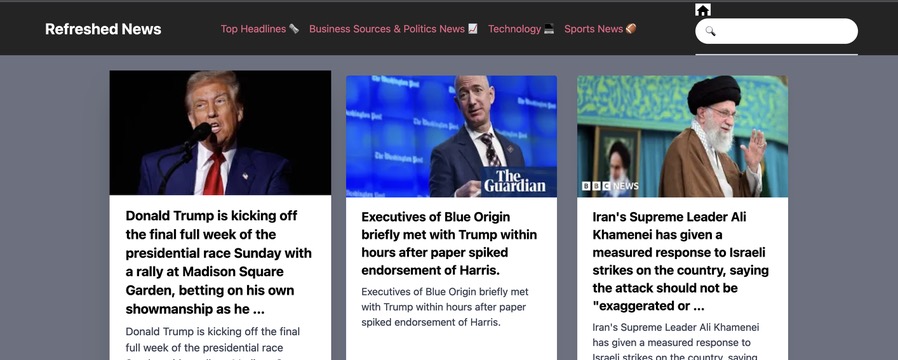 Refreshed News
Top Headlines 🗞️ Business Sources & Politics News 📈 Technology 💻 Sports News 🏈
The Washington Post
The
Guardian
BBC NEWS
Donald Trump is kicking off
the final full week of the
presidential race Sunday with
a rally at Madison Square
Garden, betting on his own
showmanship as he ...
Donald Trump is kicking off the final
full week of the presidential race
Executives of Blue Origin
briefly met with Trump within
hours after paper spiked
endorsement of Harris.
Executives of Blue Origin briefly met
with Trump within hours after paper
spiked endorsement of Harris.
Iran's Supreme Leader Ali
Khamenei has given a
measured response to Israeli
strikes on the country, saying
the attack should not be
"exaggerated or ...
Iran's Supreme Leader Ali Khamenei
has given a measured response to
Israeli strikes on the country, saying